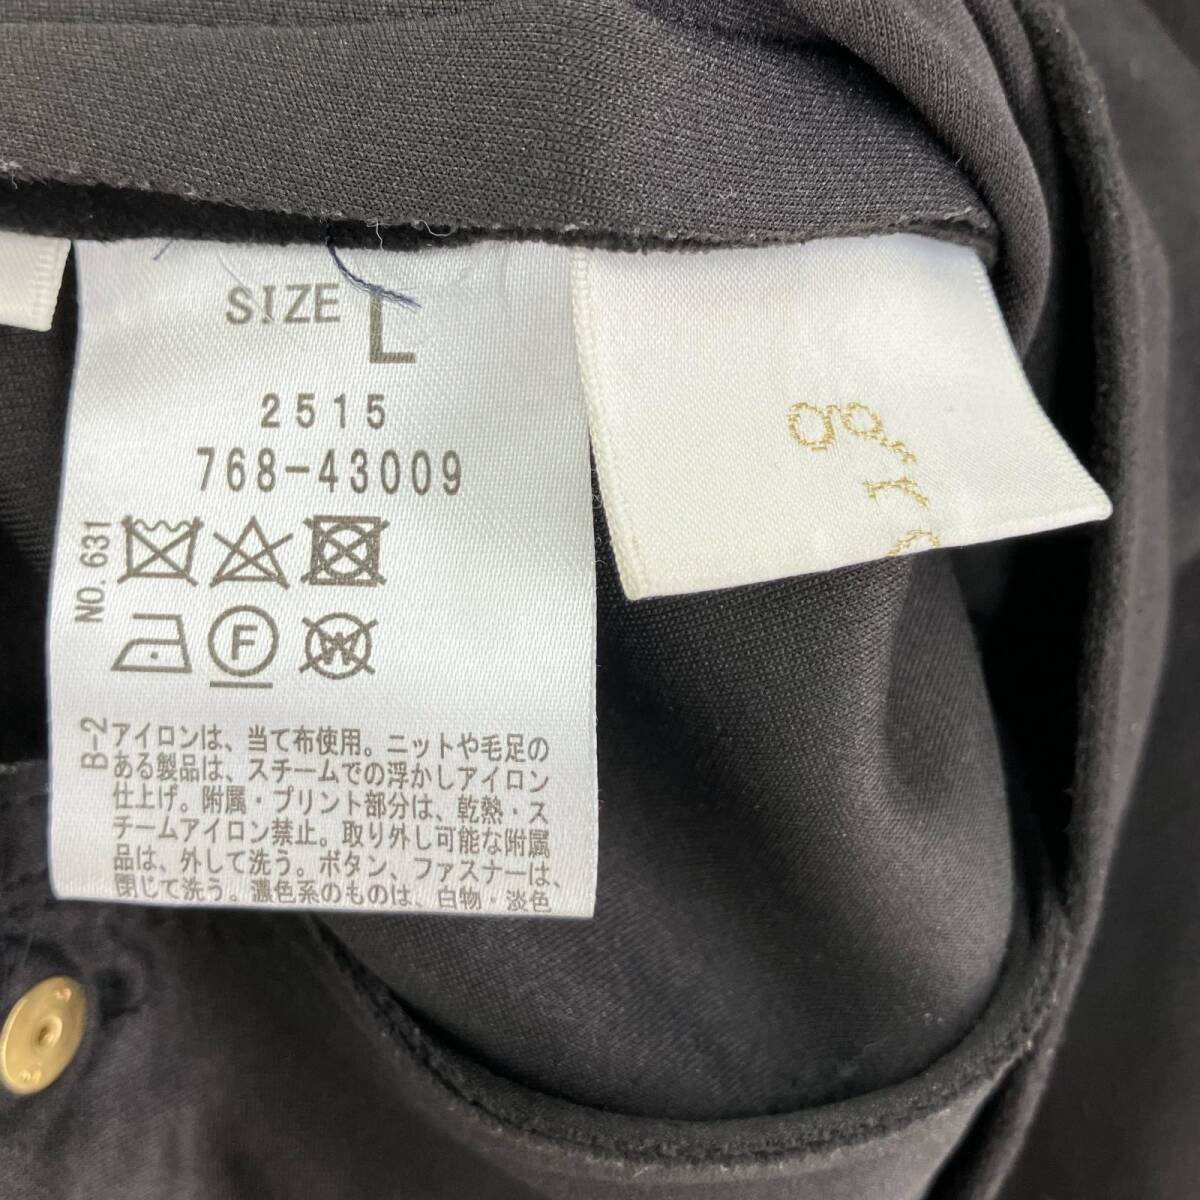 SIZE L
2515
768-43009
NO. 631
F
W
B-2
アイロンは、当て布使用。ニットや毛足の
ある製品は、スチームでの浮かしアイロン
仕上げ。附属・プリント部分は、乾熱・ス
チームアイロン禁止。取り外し可能な附属
品は、外して洗う。ボタン、ファスナーは、
閉じて洗う。濃色系のものは、白物・淡色
gr